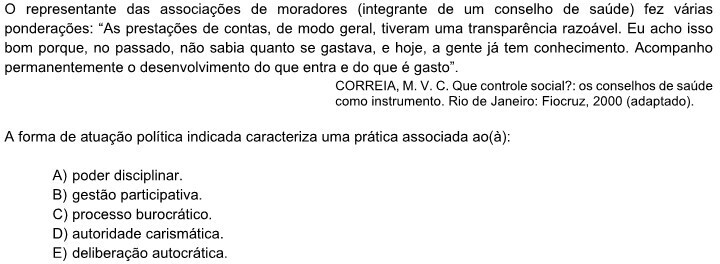 O representante das associações de moradores (integrante de um conselho de saúde) fez várias
ponderações: “As prestações de contas, de modo geral, tiveram uma transparência razoável. Eu acho isso
bom porque, no passado, não sabia quanto se gastava, e hoje, a gente já tem conhecimento. Acompanho
permanentemente o desenvolvimento do que entra e do que é gasto”.
CORREIA, M. V. C. Que controle social?: os conselhos de saúde
como instrumento. Rio de Janeiro: Fiocruz, 2000 (adaptado).
A forma de atuação política indicada caracteriza uma prática associada ao(à):
A) poder disciplinar.
B) gestão participativa.
C) processo burocrático.
D) autoridade carismática.
E) deliberação autocrática.